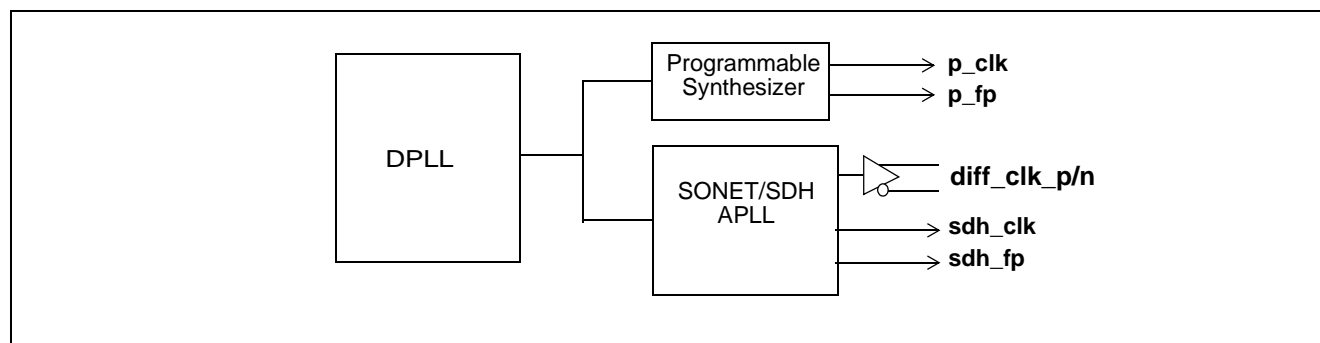 DPLL
Programmable
Synthesizer
p_clk
p_fp
SONET/SDH
APLL
diff_clk_p/n
sdh_clk
sdh_fp